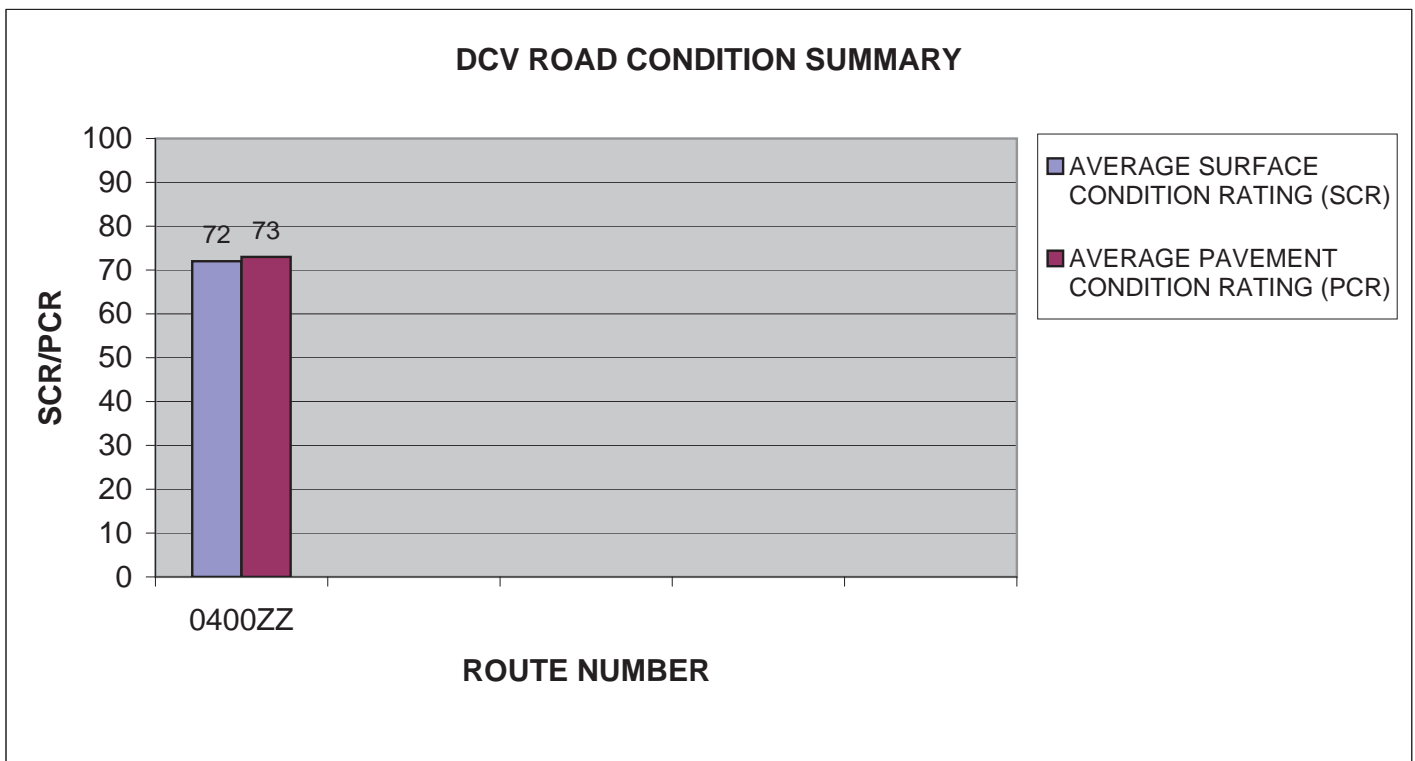 DCV ROAD CONDITION SUMMARY
100
90
80
70
60
50
40
30
20
10
0
SCR/PCR
72 73
0400ZZ
ROUTE NUMBER
AVERAGE SURFACE
CONDITION RATING (SCR)
AVERAGE PAVEMENT
CONDITION RATING (PCR)